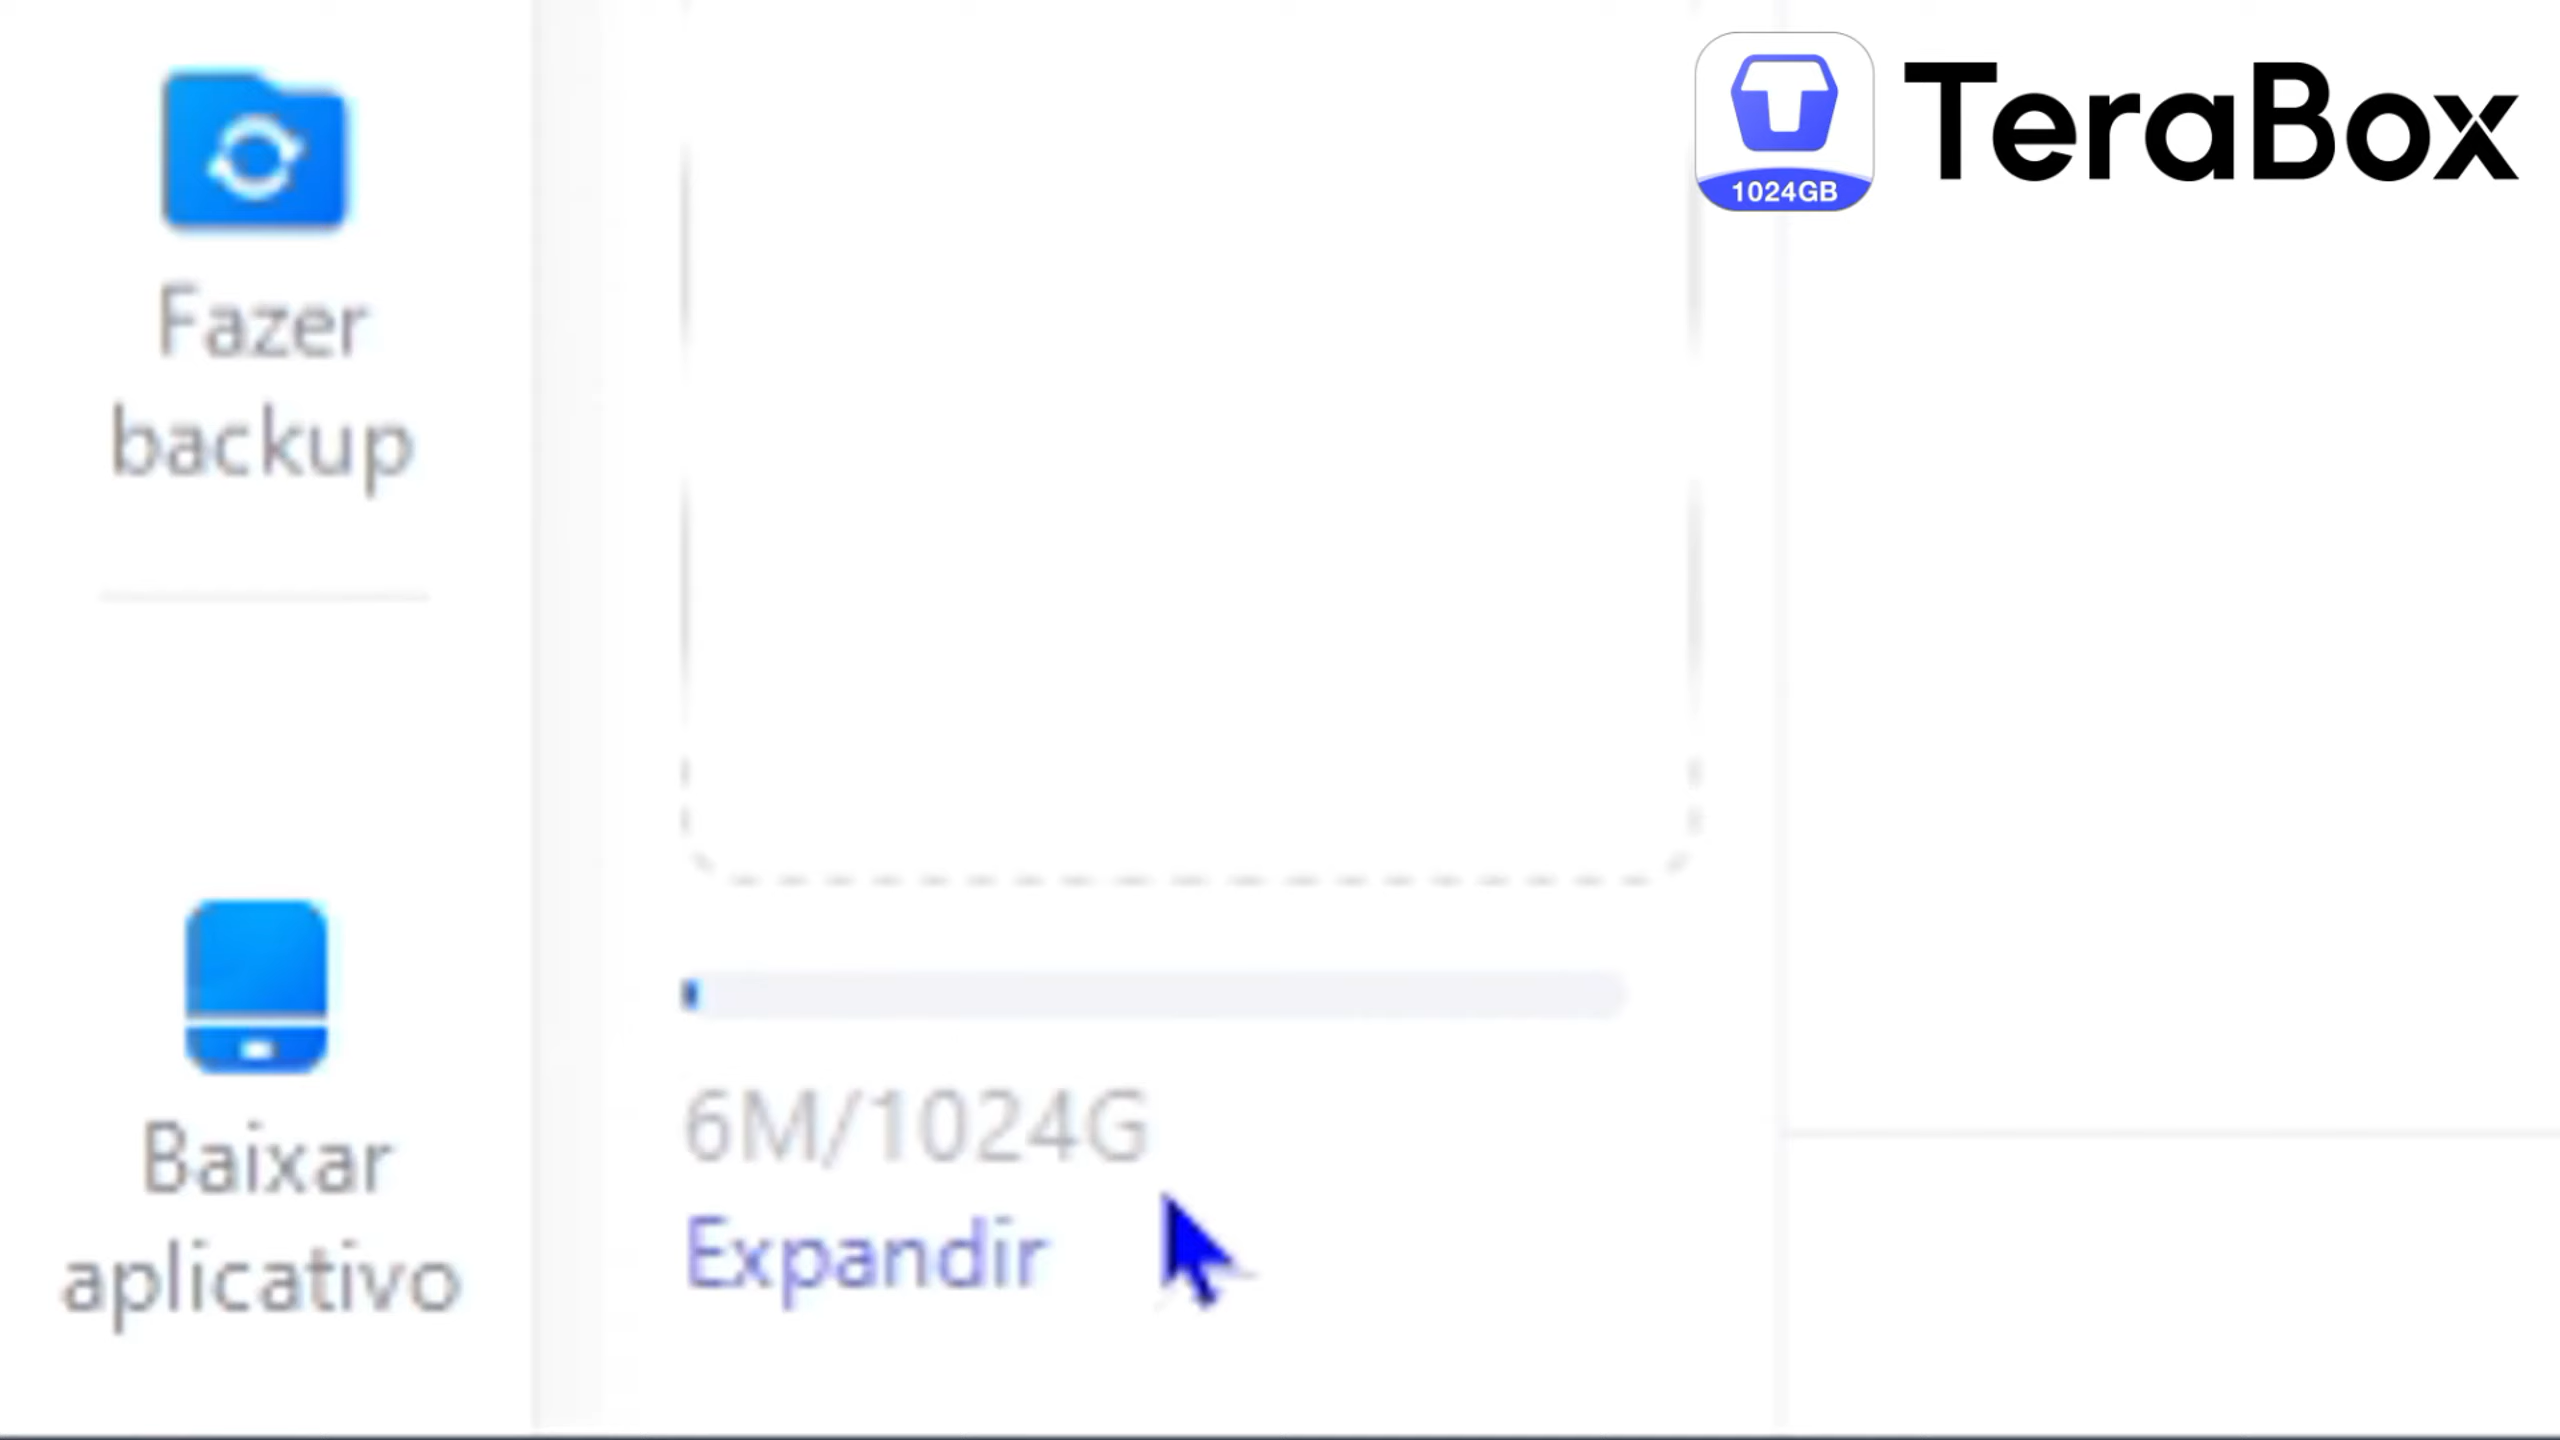 Fazer
backup
Baixar
aplicativo
6M/1024G
Expandir
1024GB
TeraBox